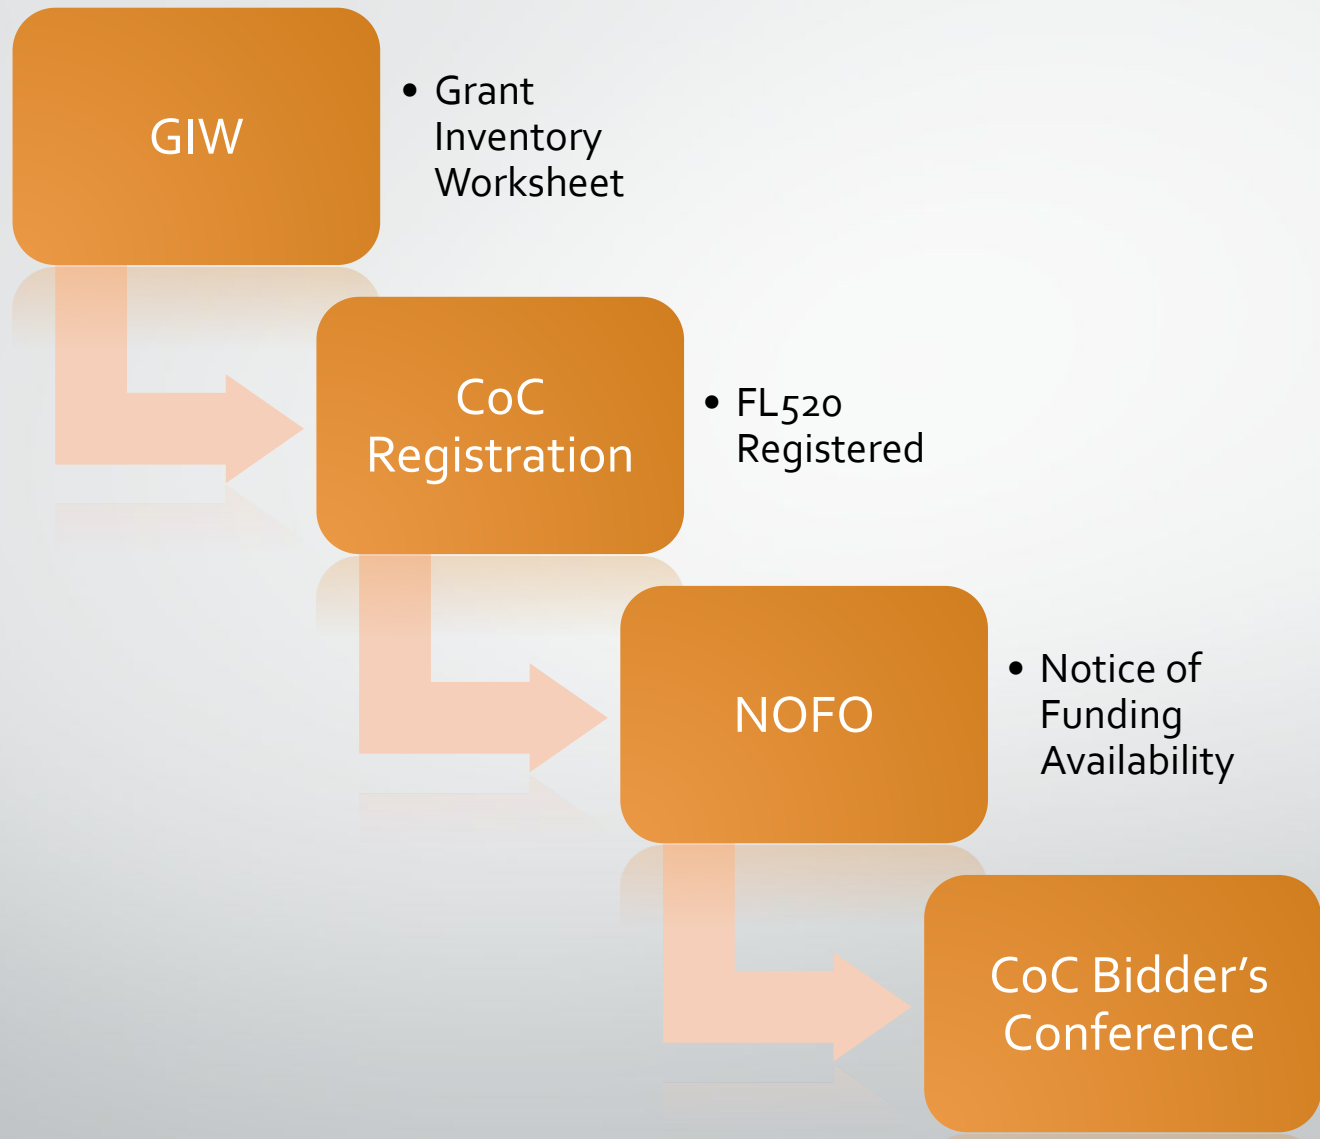 GIW
• Grant
Inventory
Worksheet
CoC
Registration
• FL520
Registered
NOFO
• Notice of
Funding
Availability
CoC Bidder’s
Conference